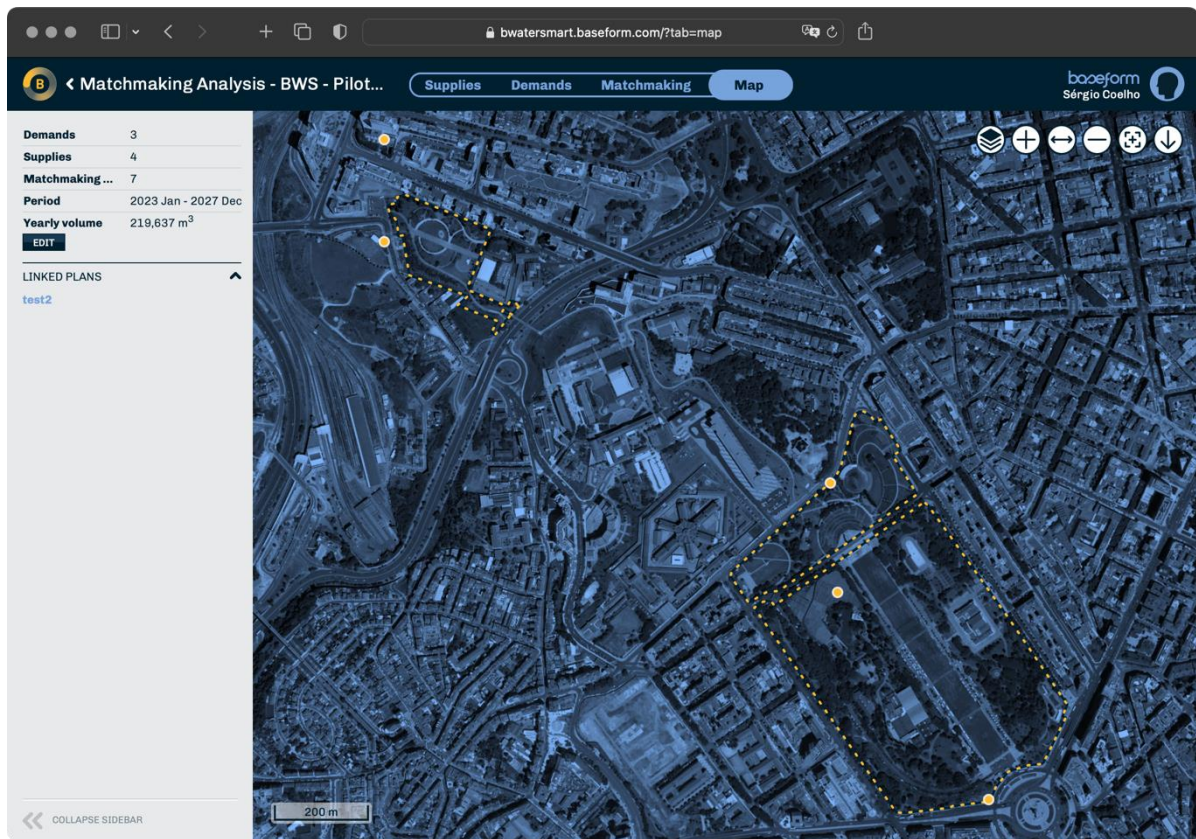 bwatersmart.baseform.com/?tab=map
B
Matchmaking Analysis - BWS - Pilot...
Supplies
Demands
Matchmaking
Map
baseform
Sérgio Coelho
Demands 3
Supplies 4
Matchmaking ... 7
Period 2023 Jan - 2027 Dec
Yearly volume 219,637 m³
EDIT
LINKED PLANS
test2
200 m
COLLAPSE SIDEBAR